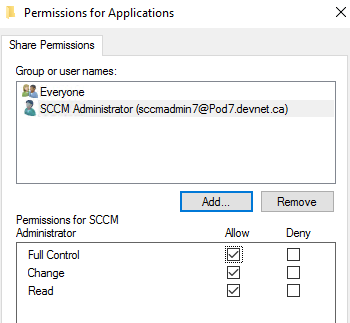 Permissions for Applications
Share Permissions
Group or user names:
Everyone
SCCM Administrator (sccmadmin7@Pod7.devnet.ca)
Add... Remove
Permissions for SCCM
Administrator Allow Deny
Full Control
Change
Read